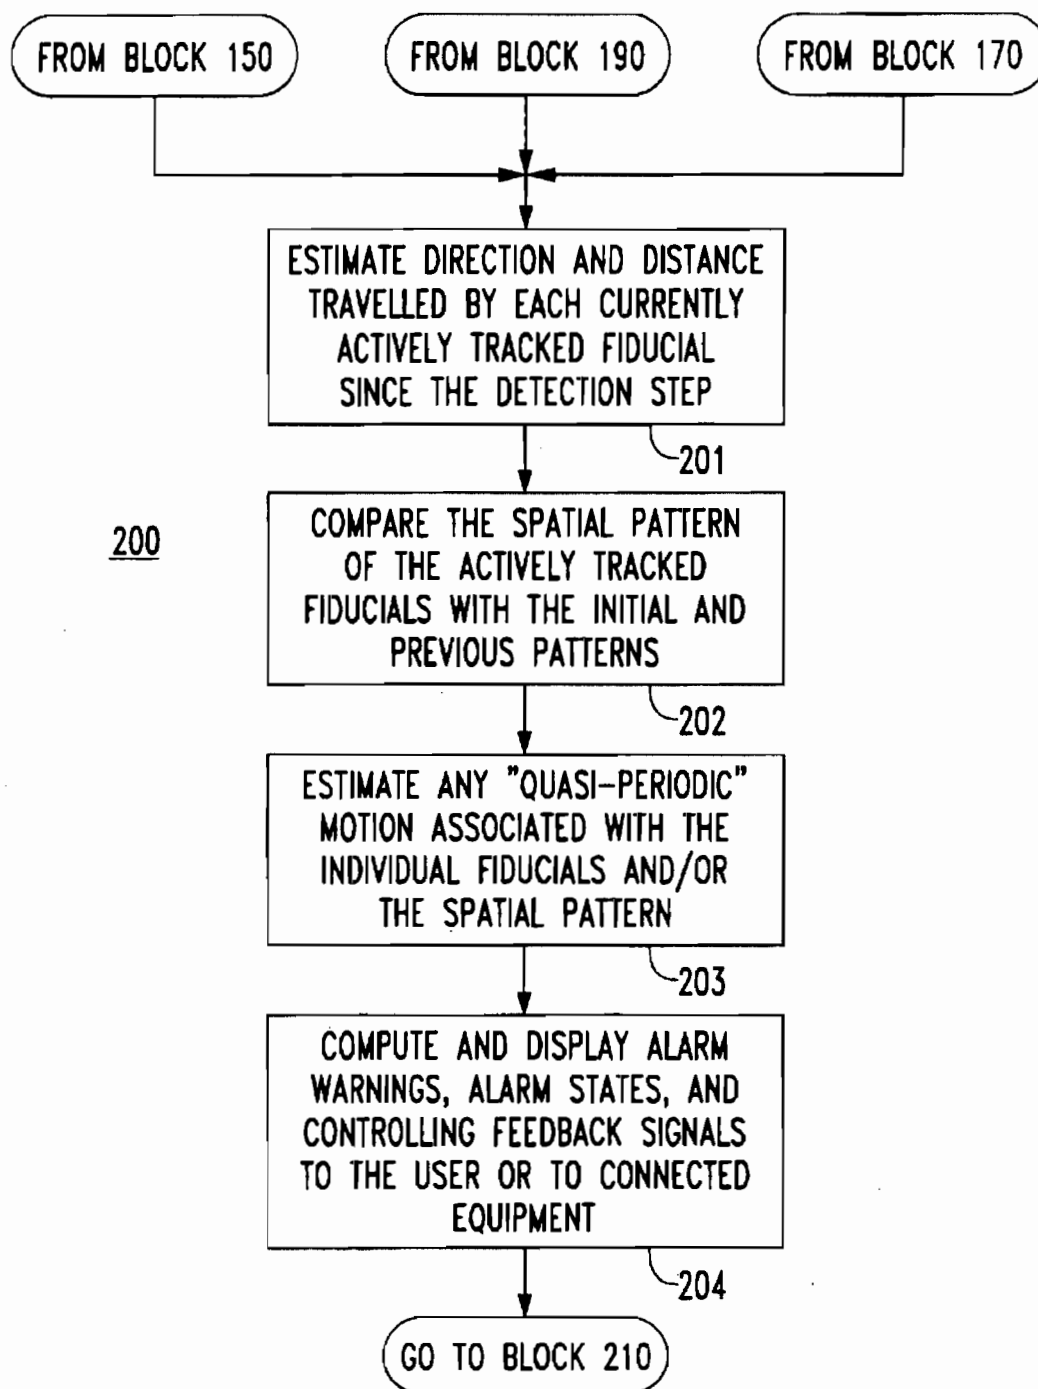 FROM BLOCK 150
FROM BLOCK 190
FROM BLOCK 170
ESTIMATE DIRECTION AND DISTANCE
TRAVELLED BY EACH CURRENTLY
ACTIVELY TRACKED FIDUCIAL
SINCE THE DETECTION STEP
201
200
COMPARE THE SPATIAL PATTERN
OF THE ACTIVELY TRACKED
FIDUCIALS WITH THE INITIAL AND
PREVIOUS PATTERNS
202
ESTIMATE ANY "QUASI-PERIODIC"
MOTION ASSOCIATED WITH THE
INDIVIDUAL FIDUCIALS AND/OR
THE SPATIAL PATTERN
203
COMPUTE AND DISPLAY ALARM
WARNINGS, ALARM STATES, AND
CONTROLLING FEEDBACK SIGNALS
TO THE USER OR TO CONNECTED
EQUIPMENT
204
GO TO BLOCK 210